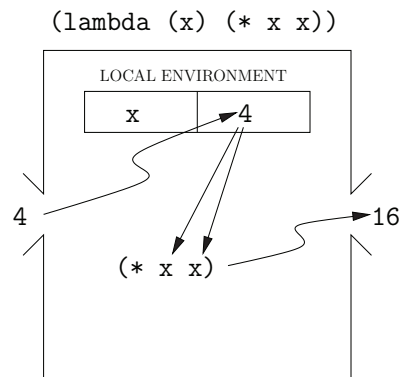 (lambda (x) (* x x))
LOCAL ENVIRONMENT
x 4
4 16
(* x x)